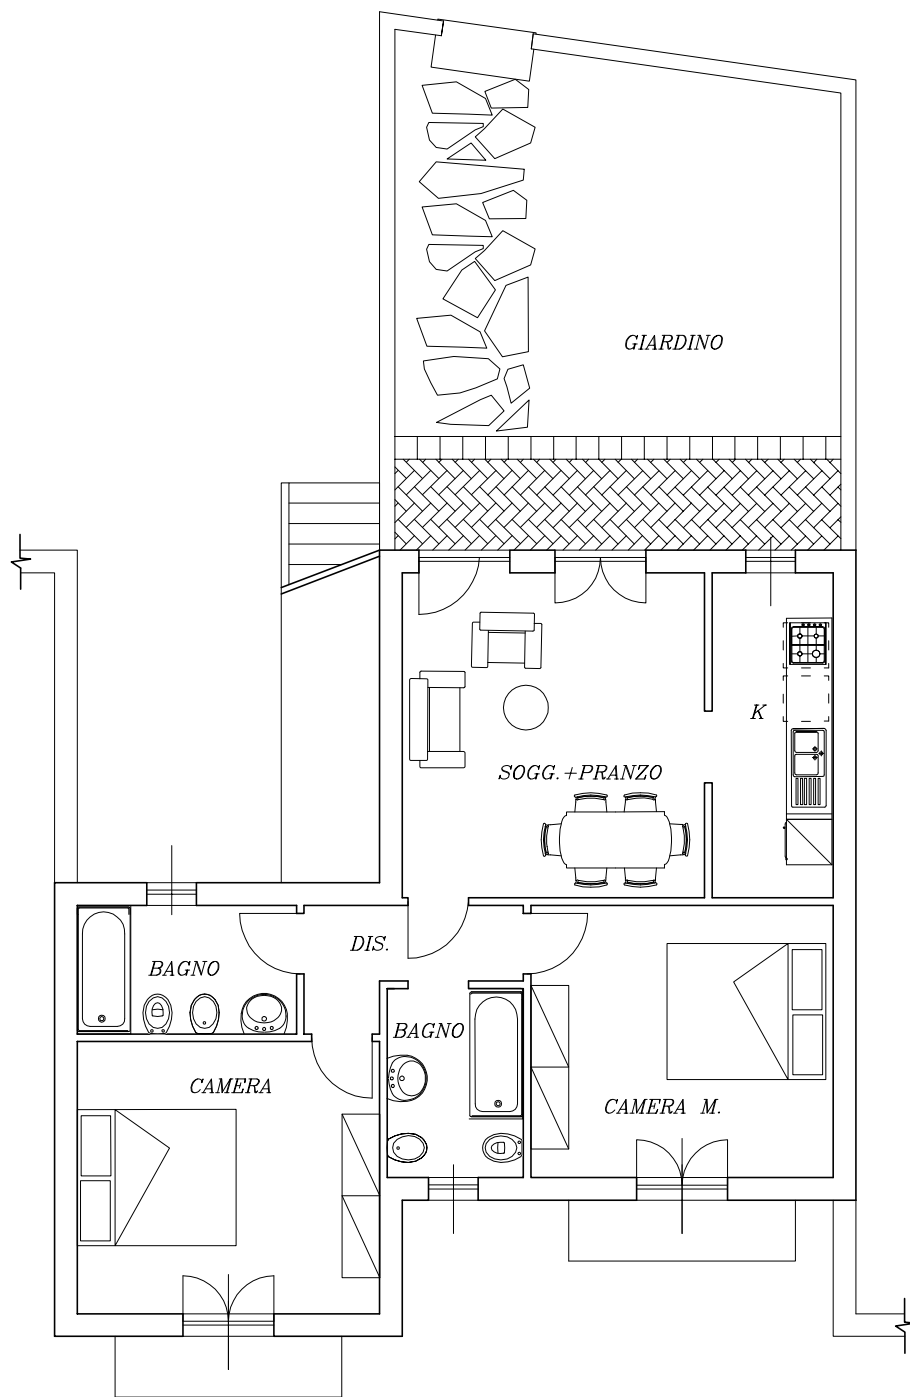 GIARDINO
K
SOGG.+PRANZO
DIS.
BAGNO
BAGNO
CAMERA
CAMERA M.